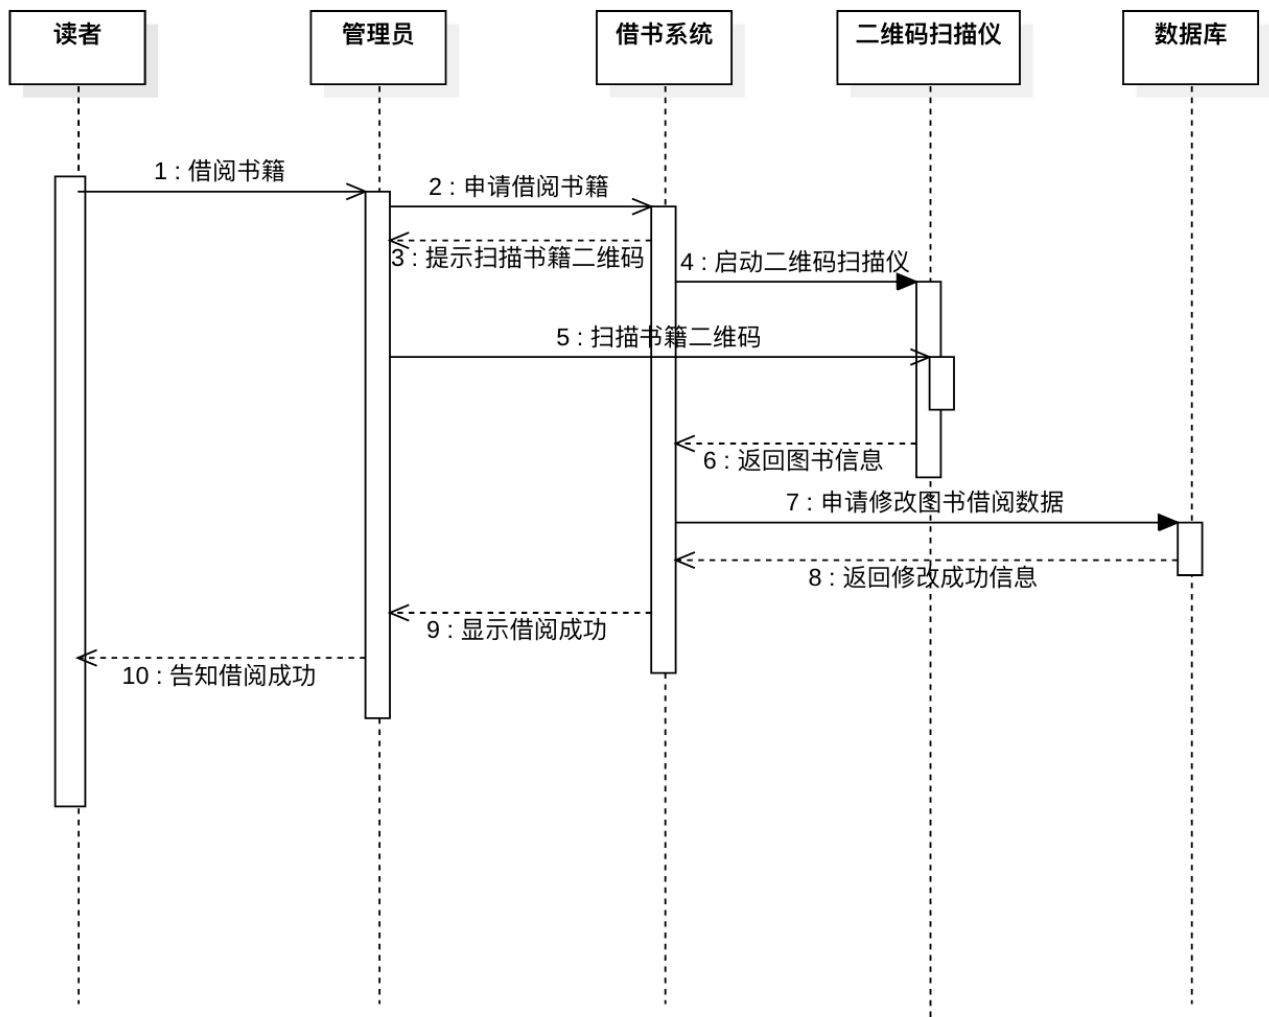 读者
管理员
借书系统
二维码扫描仪
数据库
1 : 借阅书籍
2 : 申请借阅书籍
3 : 提示扫描书籍二维码
4 : 启动二维码扫描仪
5 : 扫描书籍二维码
6 : 返回图书信息
7 : 申请修改图书借阅数据
8 : 返回修改成功信息
9 : 显示借阅成功
10 : 告知借阅成功